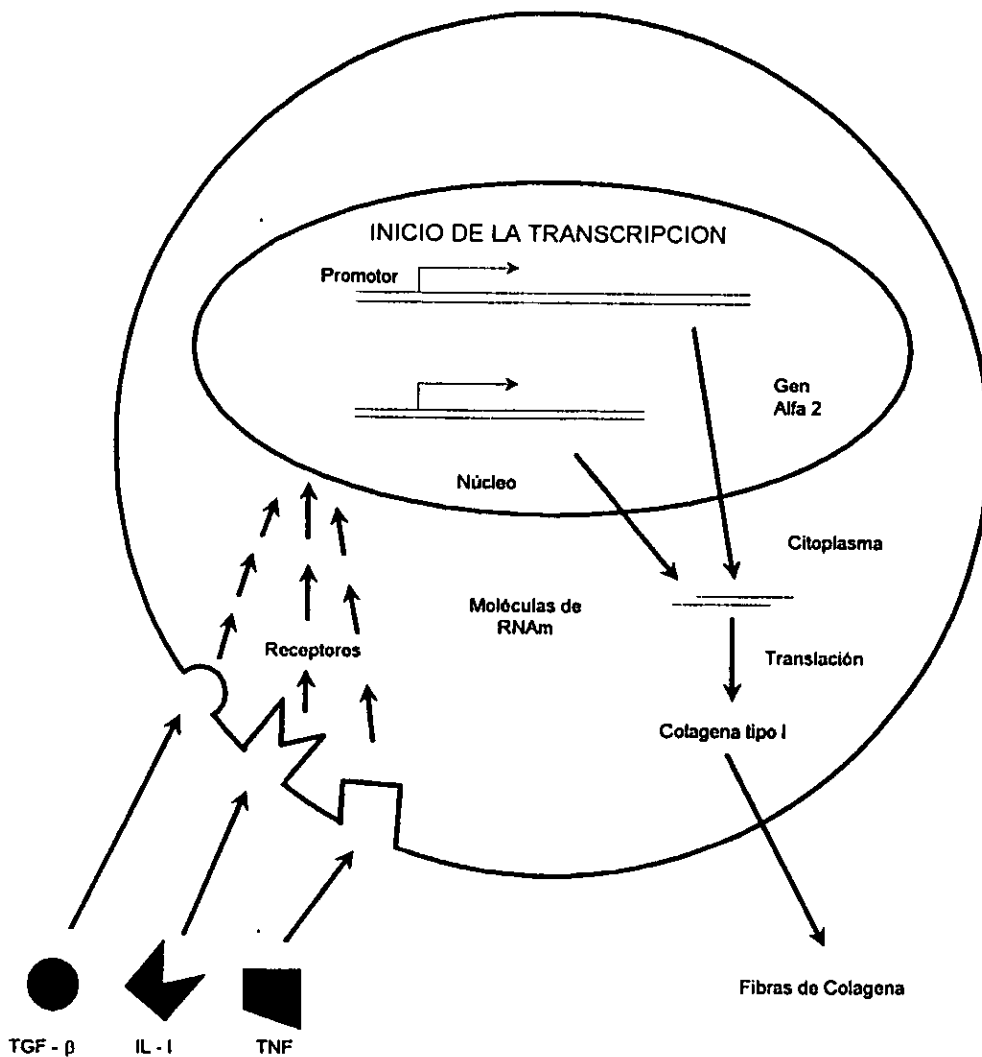 INICIO DE LA TRANSCRIPCION
Promotor
Gen
Alfa 2
Núcleo
Citoplasma
Moléculas de
RNAm
Receptores
Translación
Colagena tipo I
Fibras de Colagena
TGF - β
IL - I
TNF